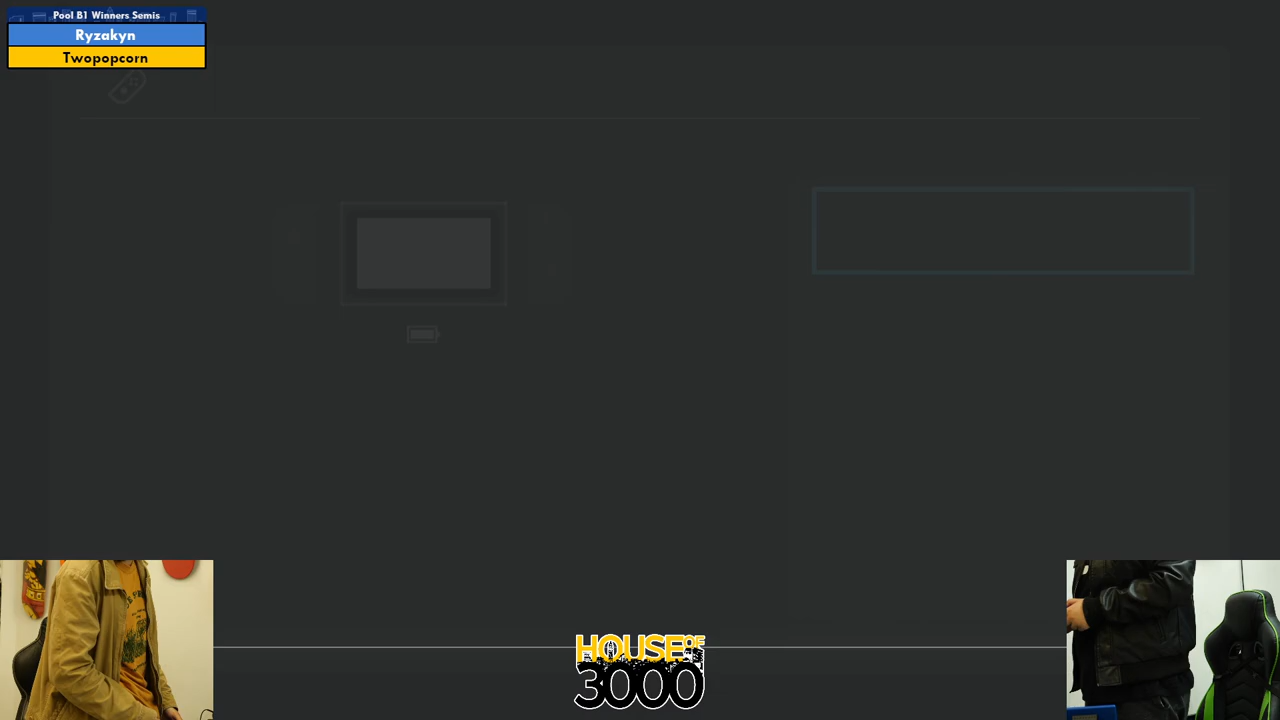 Pool B1 Winners Semis
Ryzakyn
Twopopcorn
HOUSE OF
3000